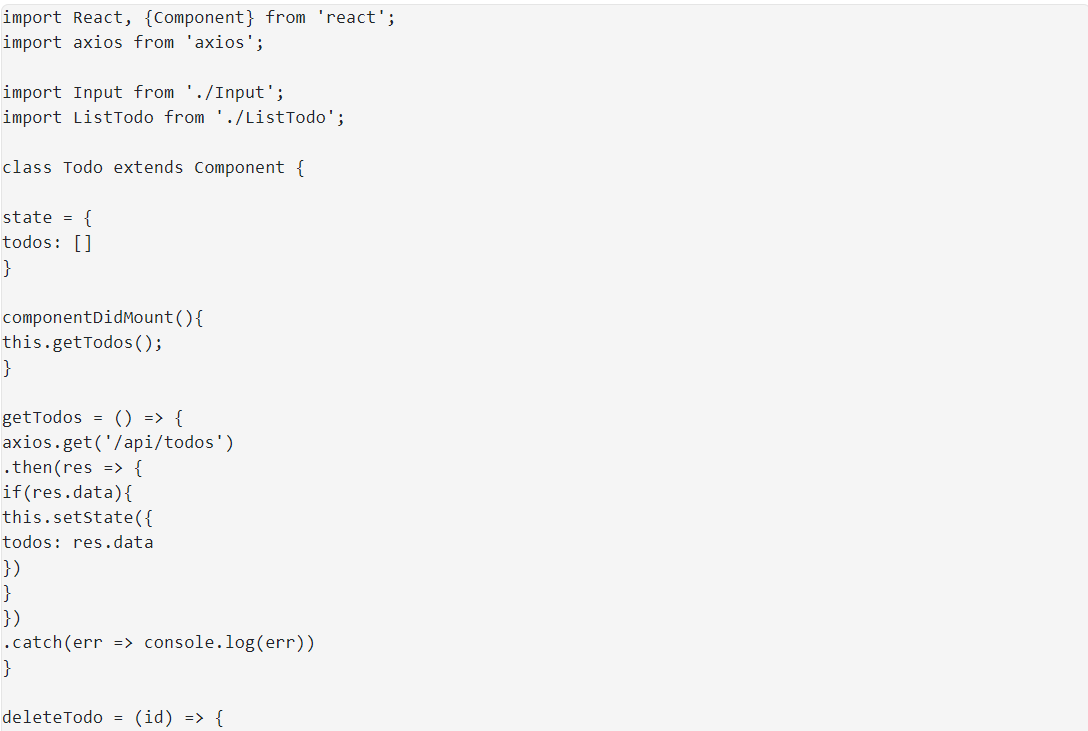 import React, {Component} from 'react';
import axios from 'axios';
import Input from './Input';
import ListTodo from './ListTodo';
class Todo extends Component {
state = {
todos: []
}
componentDidMount(){
this.getTodos();
}
getTodos = () => {
axios.get('/api/todos')
.then(res => {
if(res.data){
this.setState({
todos: res.data
})
}
})
.catch(err => console.log(err))
}
deleteTodo = (id) => {